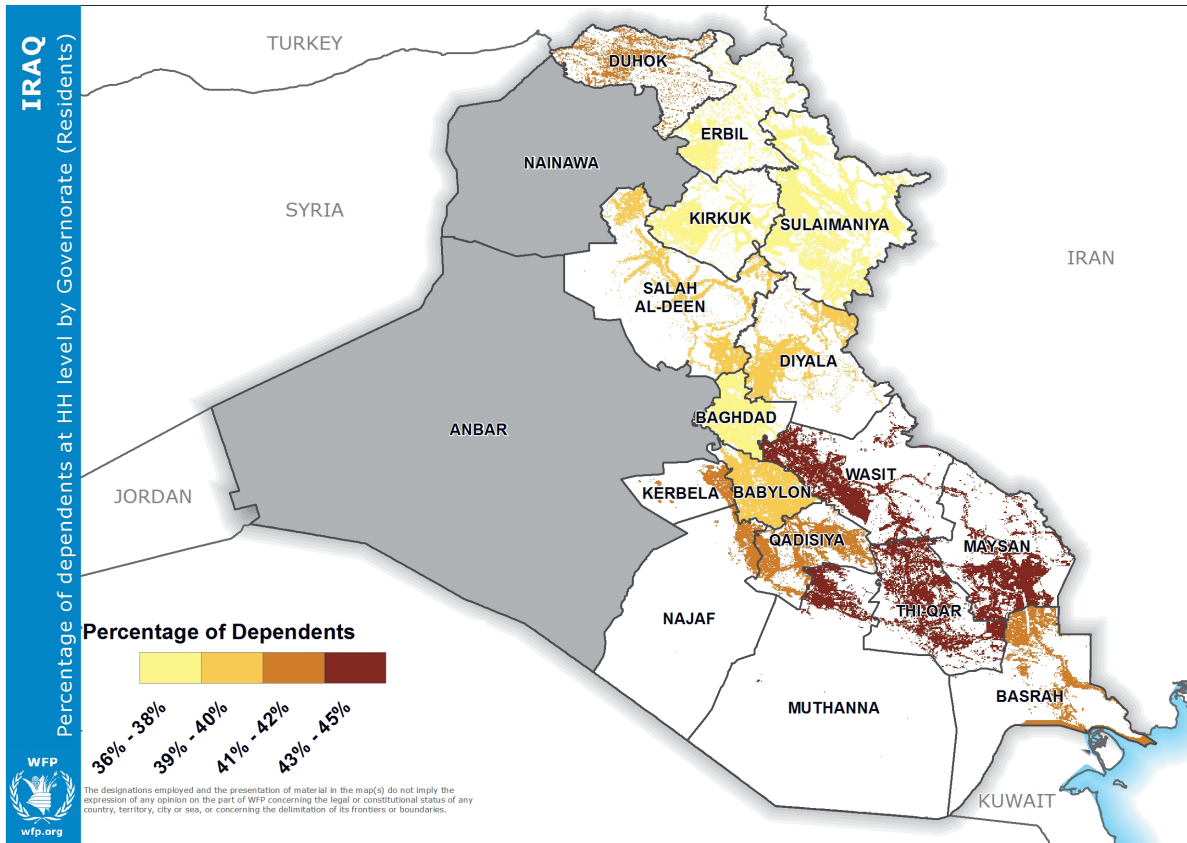 IRAQ
Percentage of dependents at HH level by Governorate (Residents)
WFP
wfp.org
TURKEY
SYRIA
IRAN
JORDAN
KUWAIT
DUHOK
NAINAWA
ERBIL
KIRKUK
SULAIMANIYA
SALAH
AL-DEEN
DIYALA
ANBAR
BAGHDAD
WASIT
KERBELA
BABYLON
QADISIYA
MAYSAN
THI-QAR
NAJAF
MUTHANNA
BASRAH
Percentage of Dependents
36% - 38%
39% - 40%
41% - 42%
43% - 45%
The designations employed and the presentation of material in the map(s) do not imply the
expression of any opinion on the part of WFP concerning the legal or constitutional status of any
country, territory, city or sea, or concerning the delimitation of its frontiers or boundaries.